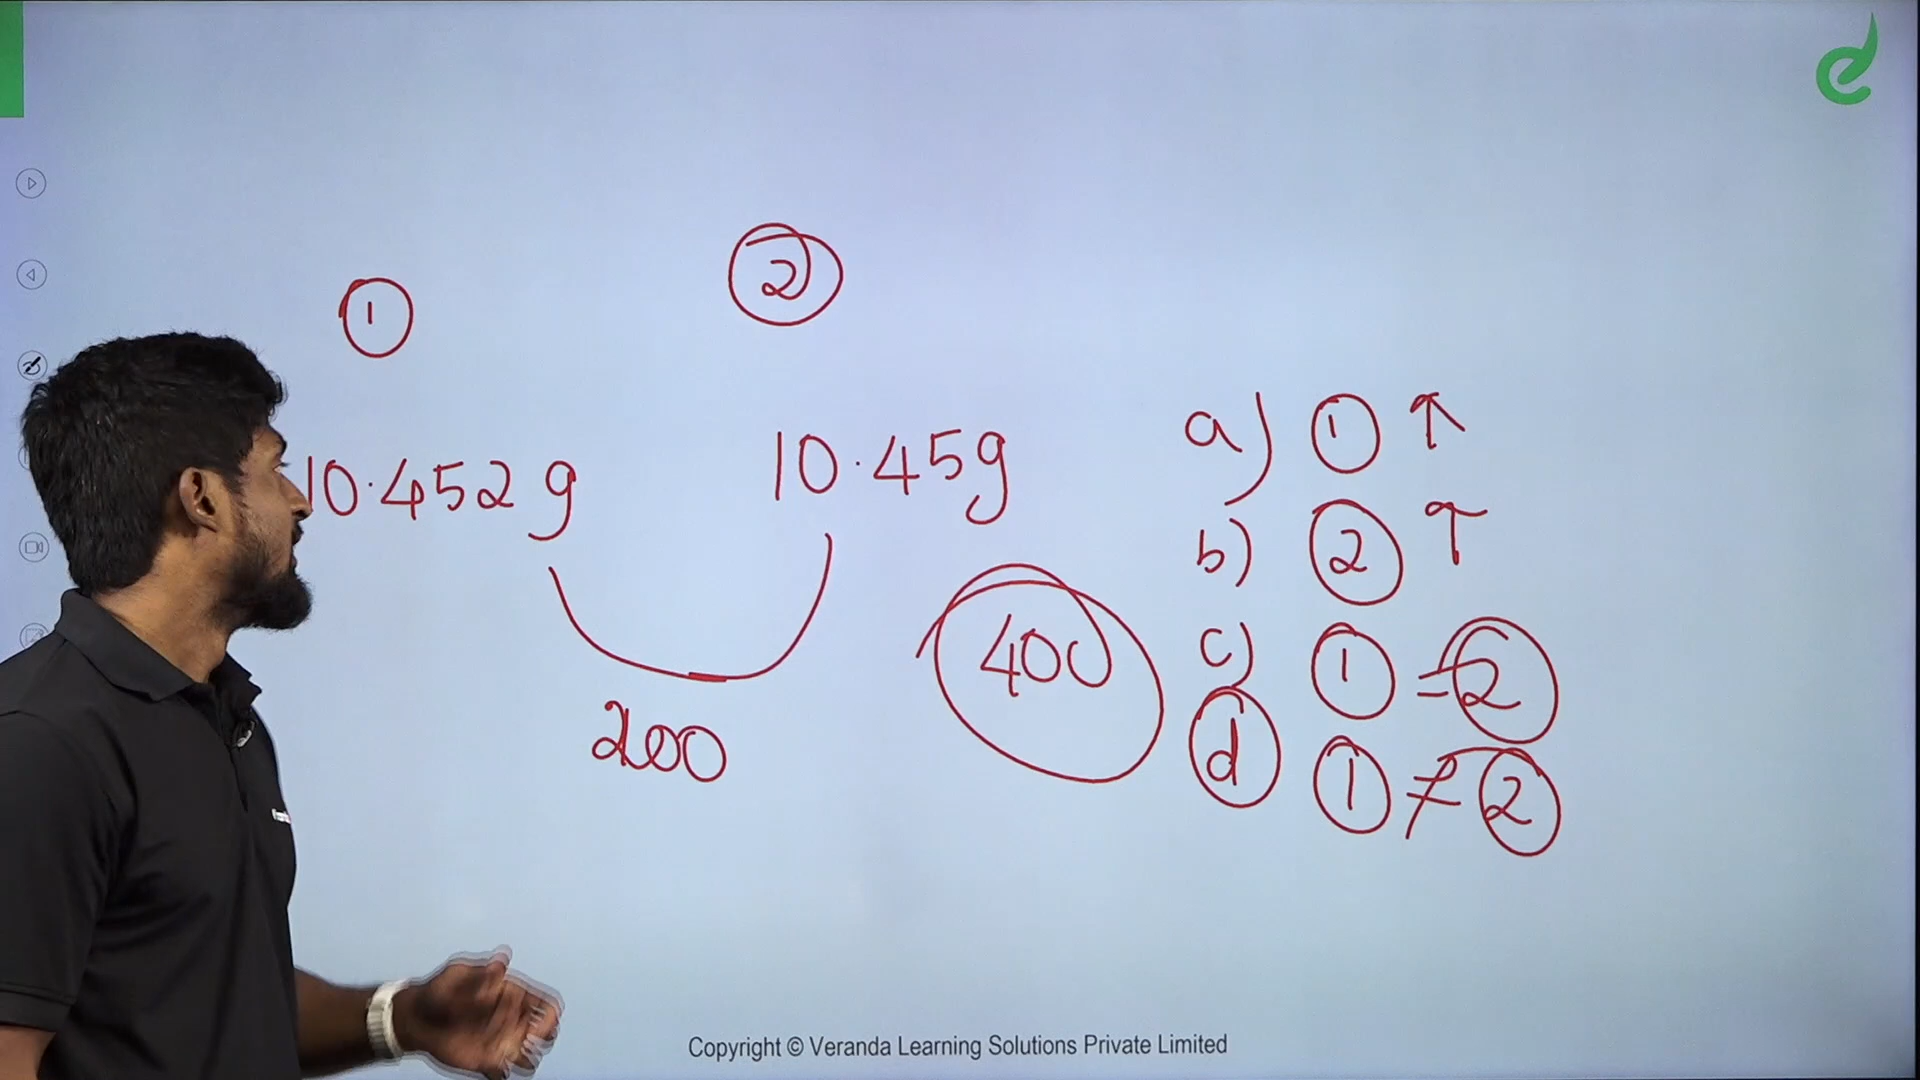 ① ②
10.452 g 10.45g
200
400
a) ① ↑
b) ② ↑
c) ① = ②
d ① ≠ ②
Copyright © Veranda Learning Solutions Private Limited